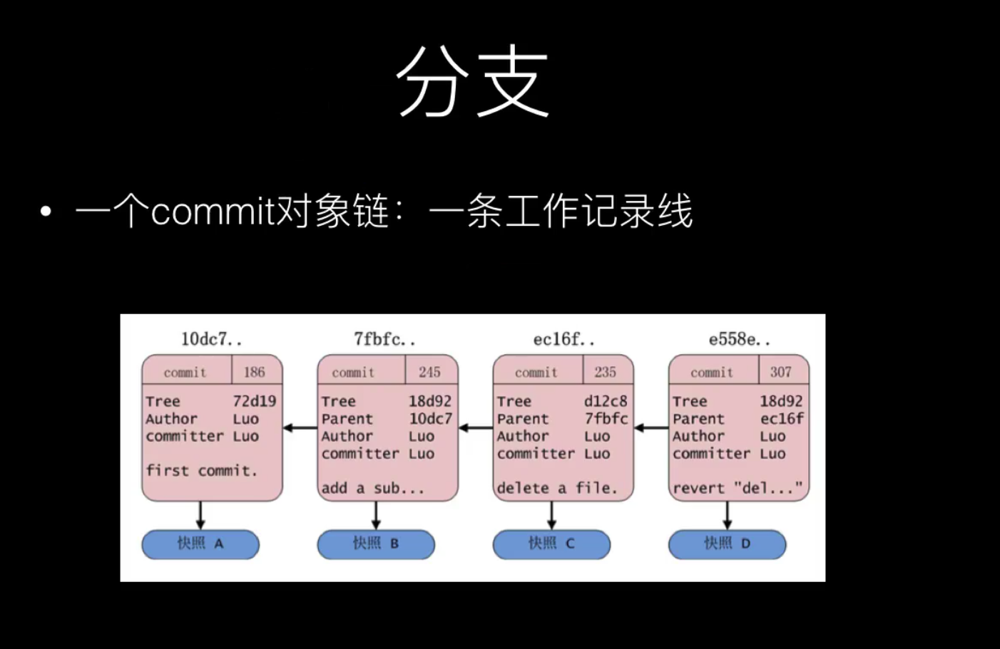 分支
• 一个commit对象链：一条工作记录线
10dc7..
7fbfc..
ec16f..
e558e..
commit 186
commit 245
commit 235
commit 307
Tree 72d19
Author Luo
committer Luo
first commit.
Tree 18d92
Parent 10dc7
Author Luo
committer Luo
add a sub...
Tree d12c8
Parent 7fbfc
Author Luo
committer Luo
delete a file.
Tree 18d92
Parent ec16f
Author Luo
committer Luo
revert "del..."
快照 A
快照 B
快照 C
快照 D